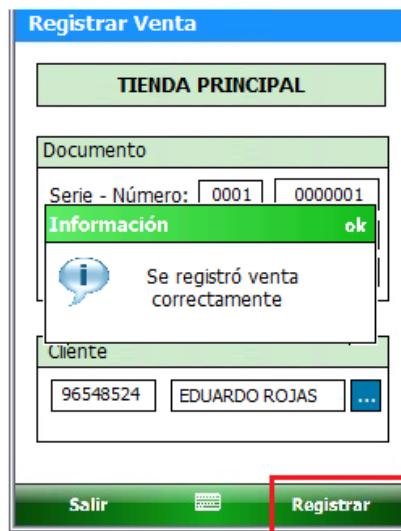 Registrar Venta
TIENDA PRINCIPAL
Documento
Serie - Número: 0001 0000001
Información ok
Se registró venta
correctamente
Cliente
96548524 EDUARDO ROJAS ...
Salir Registrar